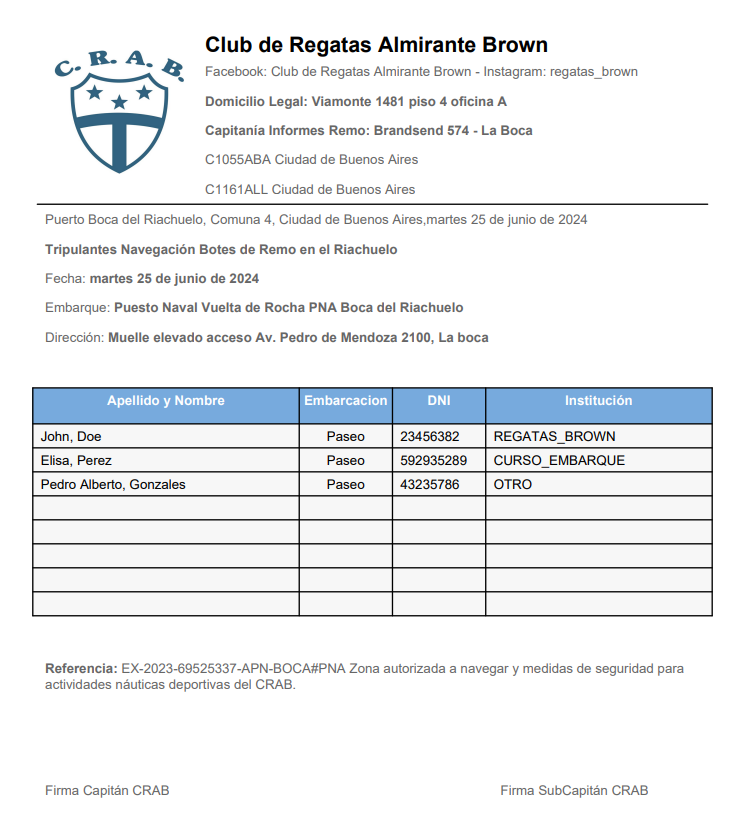 C.R.A.B.
Club de Regatas Almirante Brown
Facebook: Club de Regatas Almirante Brown - Instagram: regatas_brown
Domicilio Legal: Viamonte 1481 piso 4 oficina A
Capitanía Informes Remo: Brandsend 574 - La Boca
C1055ABA Ciudad de Buenos Aires
C1161ALL Ciudad de Buenos Aires
Puerto Boca del Riachuelo, Comuna 4, Ciudad de Buenos Aires,martes 25 de junio de 2024
Tripulantes Navegación Botes de Remo en el Riachuelo
Fecha: martes 25 de junio de 2024
Embarque: Puesto Naval Vuelta de Rocha PNA Boca del Riachuelo
Dirección: Muelle elevado acceso Av. Pedro de Mendoza 2100, La boca
Apellido y Nombre Embarcacion DNI Institución
John, Doe Paseo 23456382 REGATAS_BROWN
Elisa, Perez Paseo 592935289 CURSO_EMBARQUE
Pedro Alberto, Gonzales Paseo 43235786 OTRO
Referencia: EX-2023-69525337-APN-BOCA#PNA Zona autorizada a navegar y medidas de seguridad para
actividades náuticas deportivas del CRAB.
Firma Capitán CRAB Firma SubCapitán CRAB